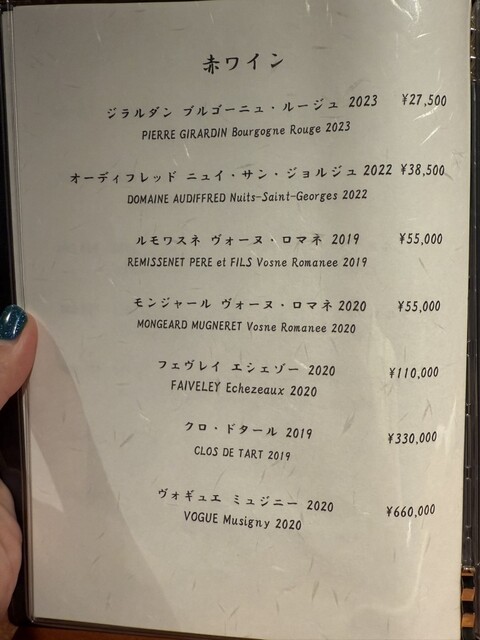 赤ワイン
ジラルダン ブルゴーニュ・ルージュ 2023 ¥27,500
PIERRE GIRARDIN Bourgogne Rouge 2023
オーディフレッド ニュイ・サン・ジョルジュ 2022 ¥38,500
DOMAINE AUDIFFRED Nuits-Saint-Georges 2022
ルモワスネ ヴォーヌ・ロマネ 2019 ¥55,000
REMISSENET PERE et FILS Vosne Romanee 2019
モンジャール ヴォーヌ・ロマネ 2020 ¥55,000
MONGEARD MUGNERET Vosne Romanee 2020
フェヴレイ エシェゾー 2020 ¥110,000
FAIVELEY Echezeaux 2020
クロ・ドタール 2019 ¥330,000
CLOS DE TART 2019
ヴォギュエ ミュジニー 2020 ¥660,000
VOGUE Musigny 2020